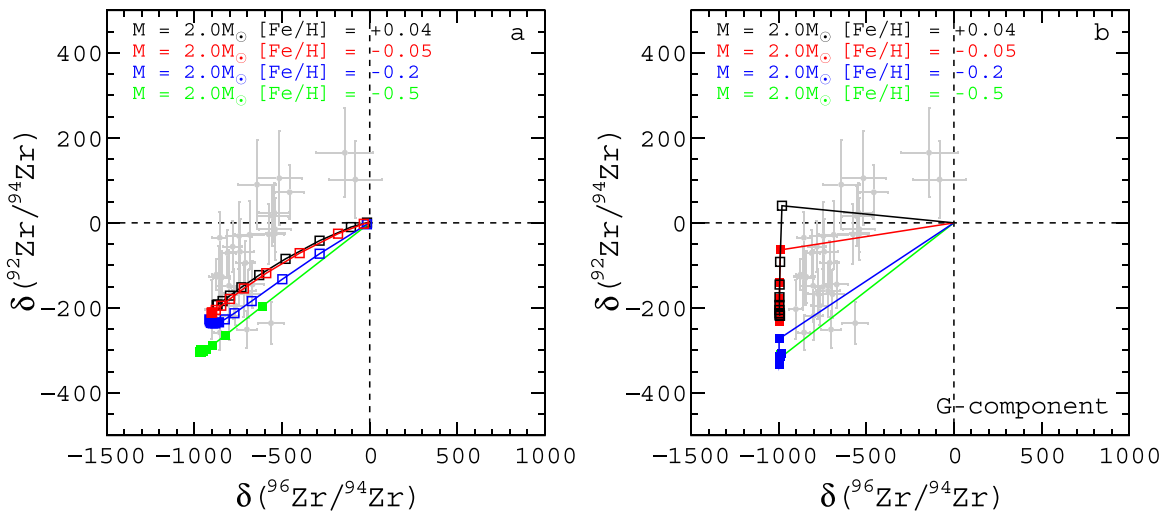 a
M = 2.0M☉ [Fe/H] = +0.04
M = 2.0M☉ [Fe/H] = -0.05
M = 2.0M☉ [Fe/H] = -0.2
M = 2.0M☉ [Fe/H] = -0.5
400
200
0
−200
−400
δ(⁹²Zr/⁹⁴Zr)
−1500 −1000 −500 0 500 1000
δ(⁹⁶Zr/⁹⁴Zr)
b
M = 2.0M☉ [Fe/H] = +0.04
M = 2.0M☉ [Fe/H] = -0.05
M = 2.0M☉ [Fe/H] = -0.2
M = 2.0M☉ [Fe/H] = -0.5
400
200
0
−200
−400
δ(⁹²Zr/⁹⁴Zr)
G-component
−1500 −1000 −500 0 500 1000
δ(⁹⁶Zr/⁹⁴Zr)